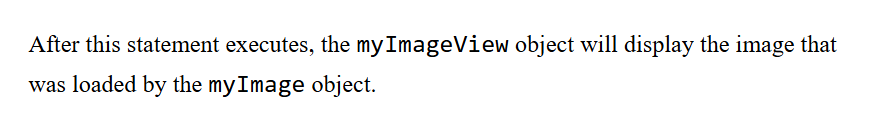 After this statement executes, the myImageView object will display the image that
was loaded by the myImage object.